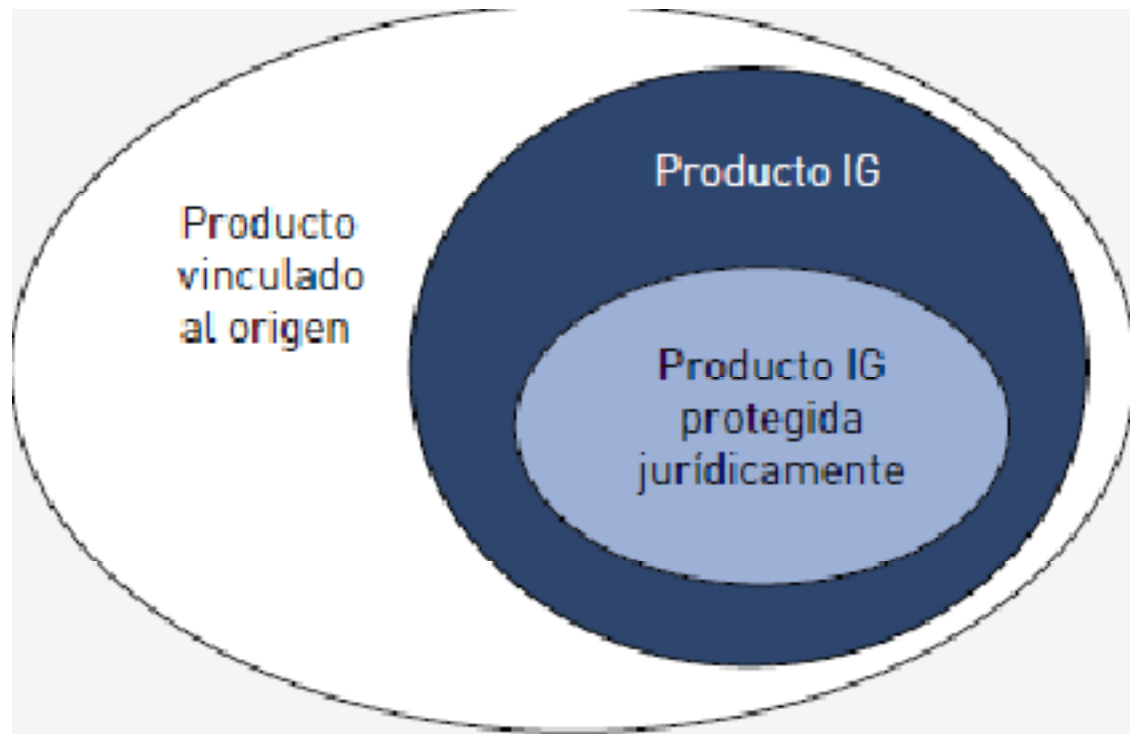 Producto
vinculado
al origen
Producto IG
Producto IG
protegida
jurídicamente